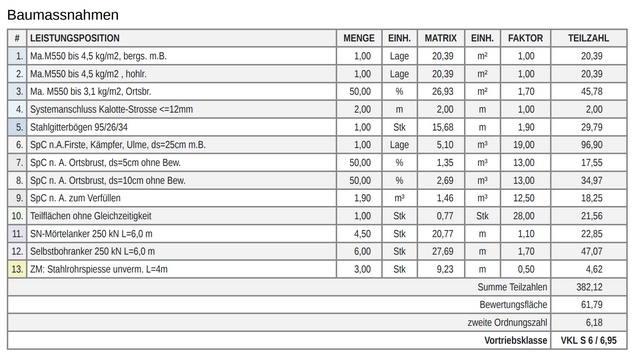 Baumassnahmen
# LEISTUNGSPOSITION MENGE EINH. MATRIX EINH. FAKTOR TEILZAHL
1. Ma.M550 bis 4,5 kg/m2, bergs. m.B. 1,00 Lage 20,39 m² 1,00 20,39
2. Ma.M550 bis 4,5 kg/m2 , hohlr. 1,00 Lage 20,39 m² 1,00 20,39
3. Ma. M550 bis 3,1 kg/m2, Ortsbr. 50,00 % 26,93 m² 1,70 45,78
4. Systemanschluss Kalotte-Strosse <=12mm 2,00 m 2,00 m 1,00 2,00
5. Stahlgitterbögen 95/26/34 1,00 Stk 15,68 m 1,90 29,79
6. SpC n.A.Firste, Kämpfer, Ulme, ds=25cm m.B. 1,00 Lage 5,10 m³ 19,00 96,90
7. SpC n. A. Ortsbrust, ds=5cm ohne Bew. 50,00 % 1,35 m³ 13,00 17,55
8. SpC n. A. Ortsbrust, ds=10cm ohne Bew. 50,00 % 2,69 m³ 13,00 34,97
9. SpC n. A. zum Verfüllen 1,90 m³ 1,46 m³ 12,50 18,25
10. Teilflächen ohne Gleichzeitigkeit 1,00 Stk 0,77 Stk 28,00 21,56
11. SN-Mörtelanker 250 kN L=6,0 m 4,50 Stk 20,77 m 1,10 22,85
12. Selbstbohranker 250 kN L=6,0 m 6,00 Stk 27,69 m 1,70 47,07
13. ZM: Stahlrohrspiesse unverm. L=4m 3,00 Stk 9,23 m 0,50 4,62
Summe Teilzahlen 382,12
Bewertungsfläche 61,79
zweite Ordnungszahl 6,18
Vortriebsklasse VKL S 6 / 6,95